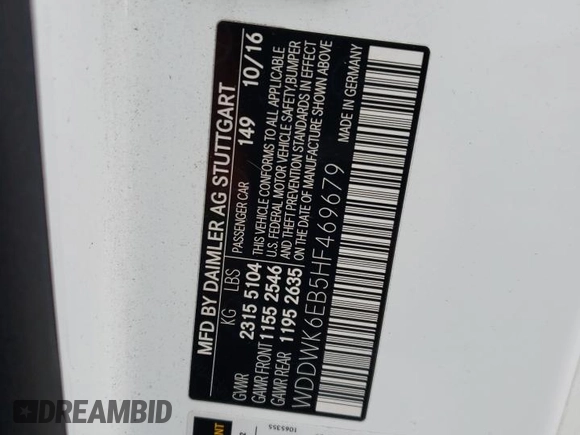 MFD BY DAIMLER AG STUTTGART
KG LBS PASSENGER CAR 149 10/16
GVWR 2315 5104 THIS VEHICLE CONFORMS TO ALL APPLICABLE
GAWR FRONT 1155 2546 U.S. FEDERAL MOTOR VEHICLE SAFETY,BUMPER
GAWR.REAR 1195 2635 AND THEFT PREVENTION STANDARDS IN EFFECT
ON THE DATE OF MANUFACTURE SHOWN ABOVE
WDDWK6EB5HF469679
MADE IN GERMANY
1065355
DREAMBID